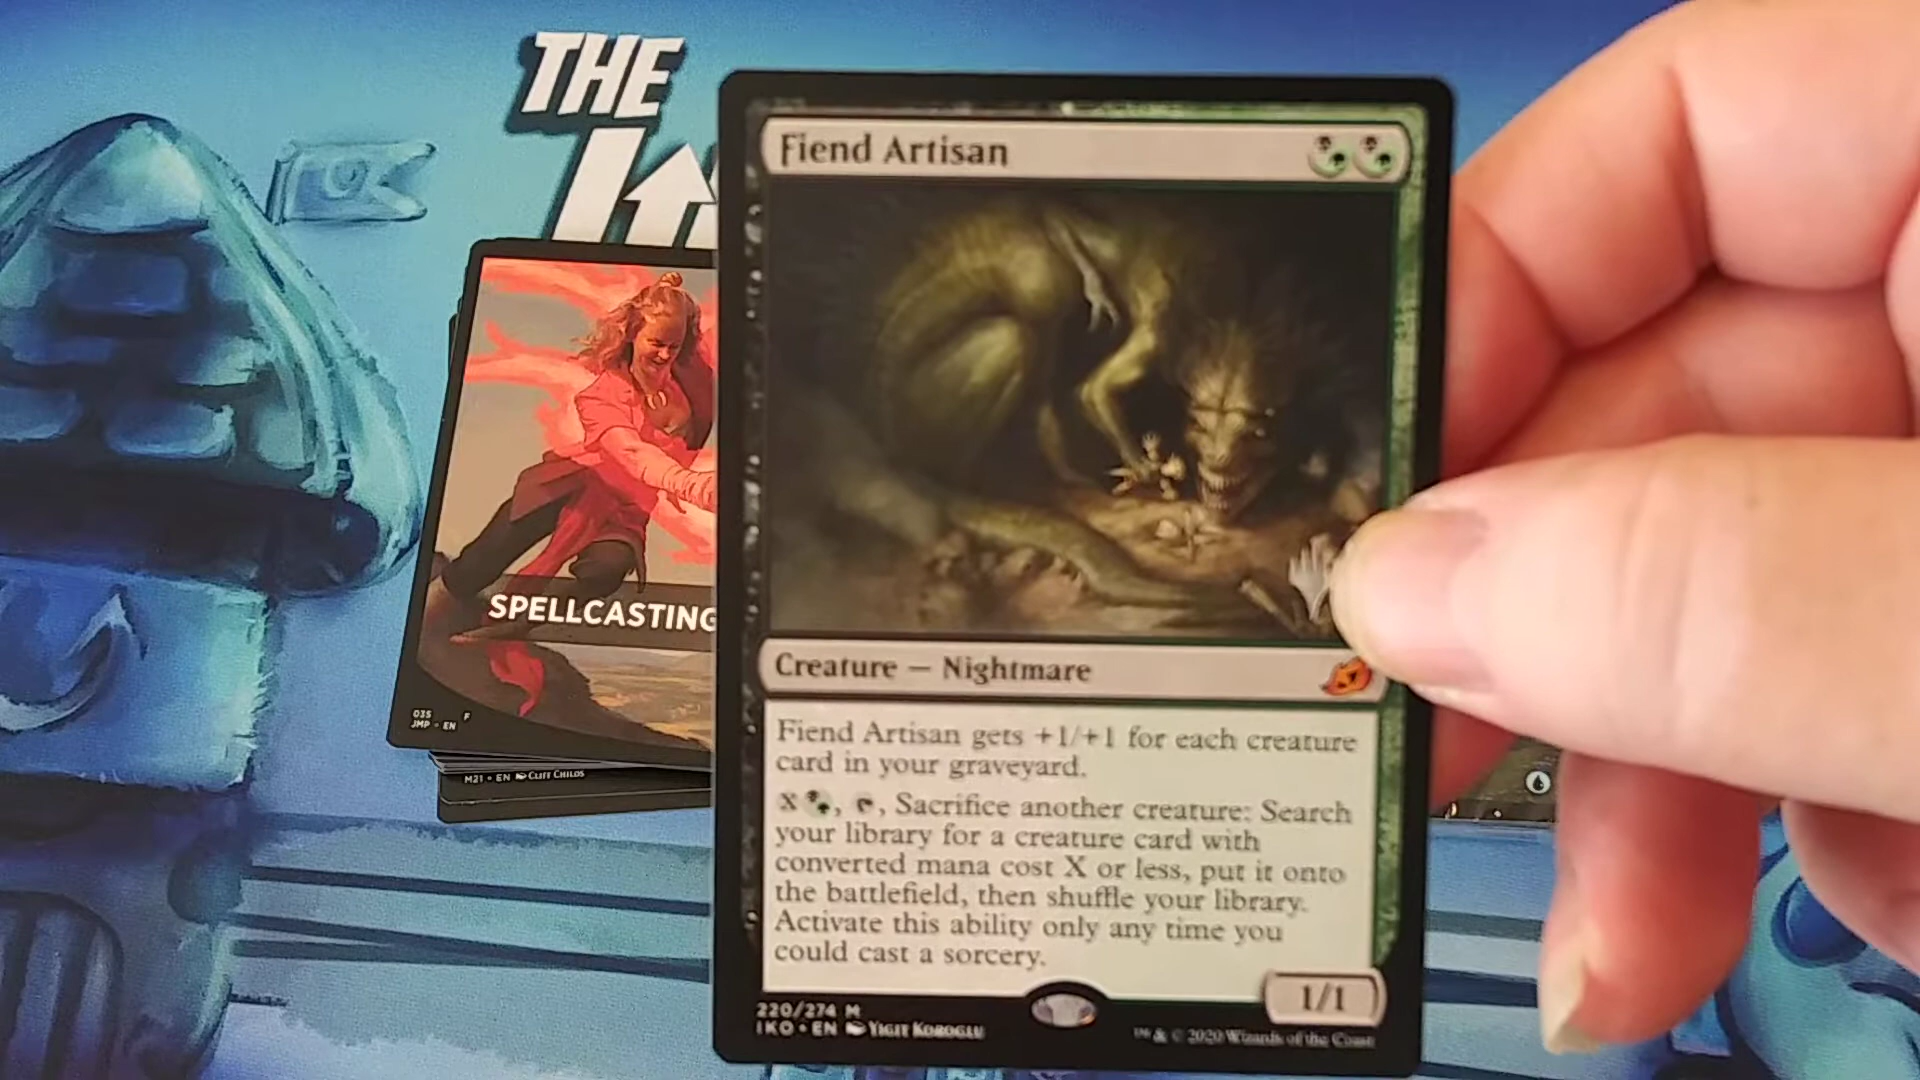 THE
Fiend Artisan
SPELLCASTING
Creature — Nightmare
Fiend Artisan gets +1/+1 for each creature
card in your graveyard.
X , , Sacrifice another creature: Search
your library for a creature card with
converted mana cost X or less, put it onto
the battlefield, then shuffle your library.
Activate this ability only any time you
could cast a sorcery.
1/1
220/274 M
IKO • EN YIGIT KOROGLU
™ & © 2020 Wizards of the Coast
035 F
JMP • EN
M21 • EN CLIFF CHILDS